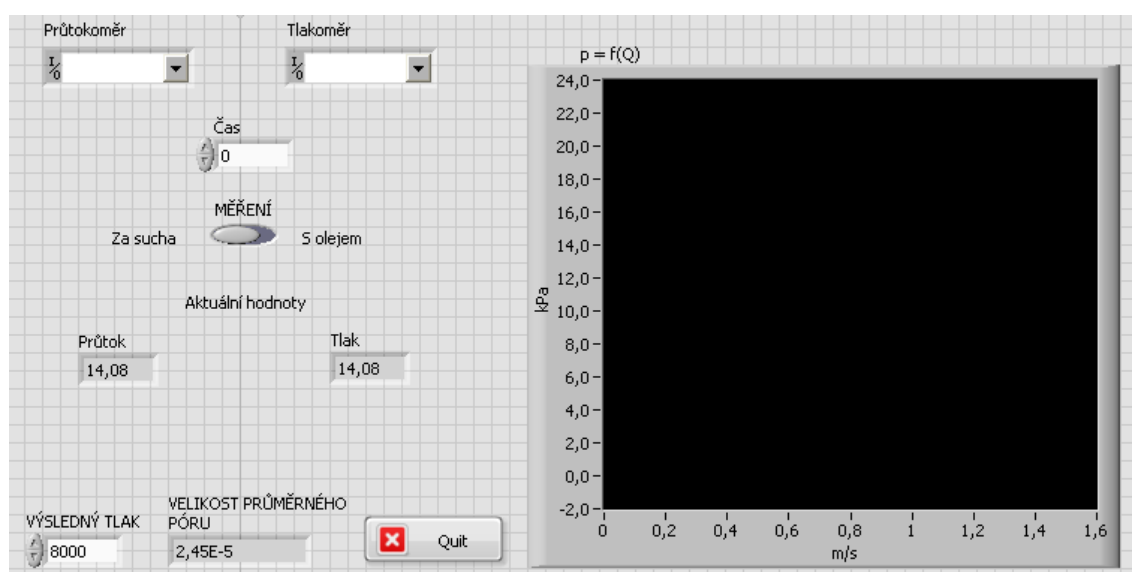 Průtokoměr
Tlakoměr
I/O
I/O
Čas
0
MĚŘENÍ
Za sucha
S olejem
Aktuální hodnoty
Průtok
Tlak
14,08
14,08
VELIKOST PRŮMĚRNÉHO
PÓRU
VÝSLEDNÝ TLAK
8000
2,45E-5
Quit
p = f(Q)
24,0
22,0
20,0
18,0
16,0
14,0
12,0
10,0
8,0
6,0
4,0
2,0
0,0
-2,0
kPa
0 0,2 0,4 0,6 0,8 1 1,2 1,4 1,6
m/s